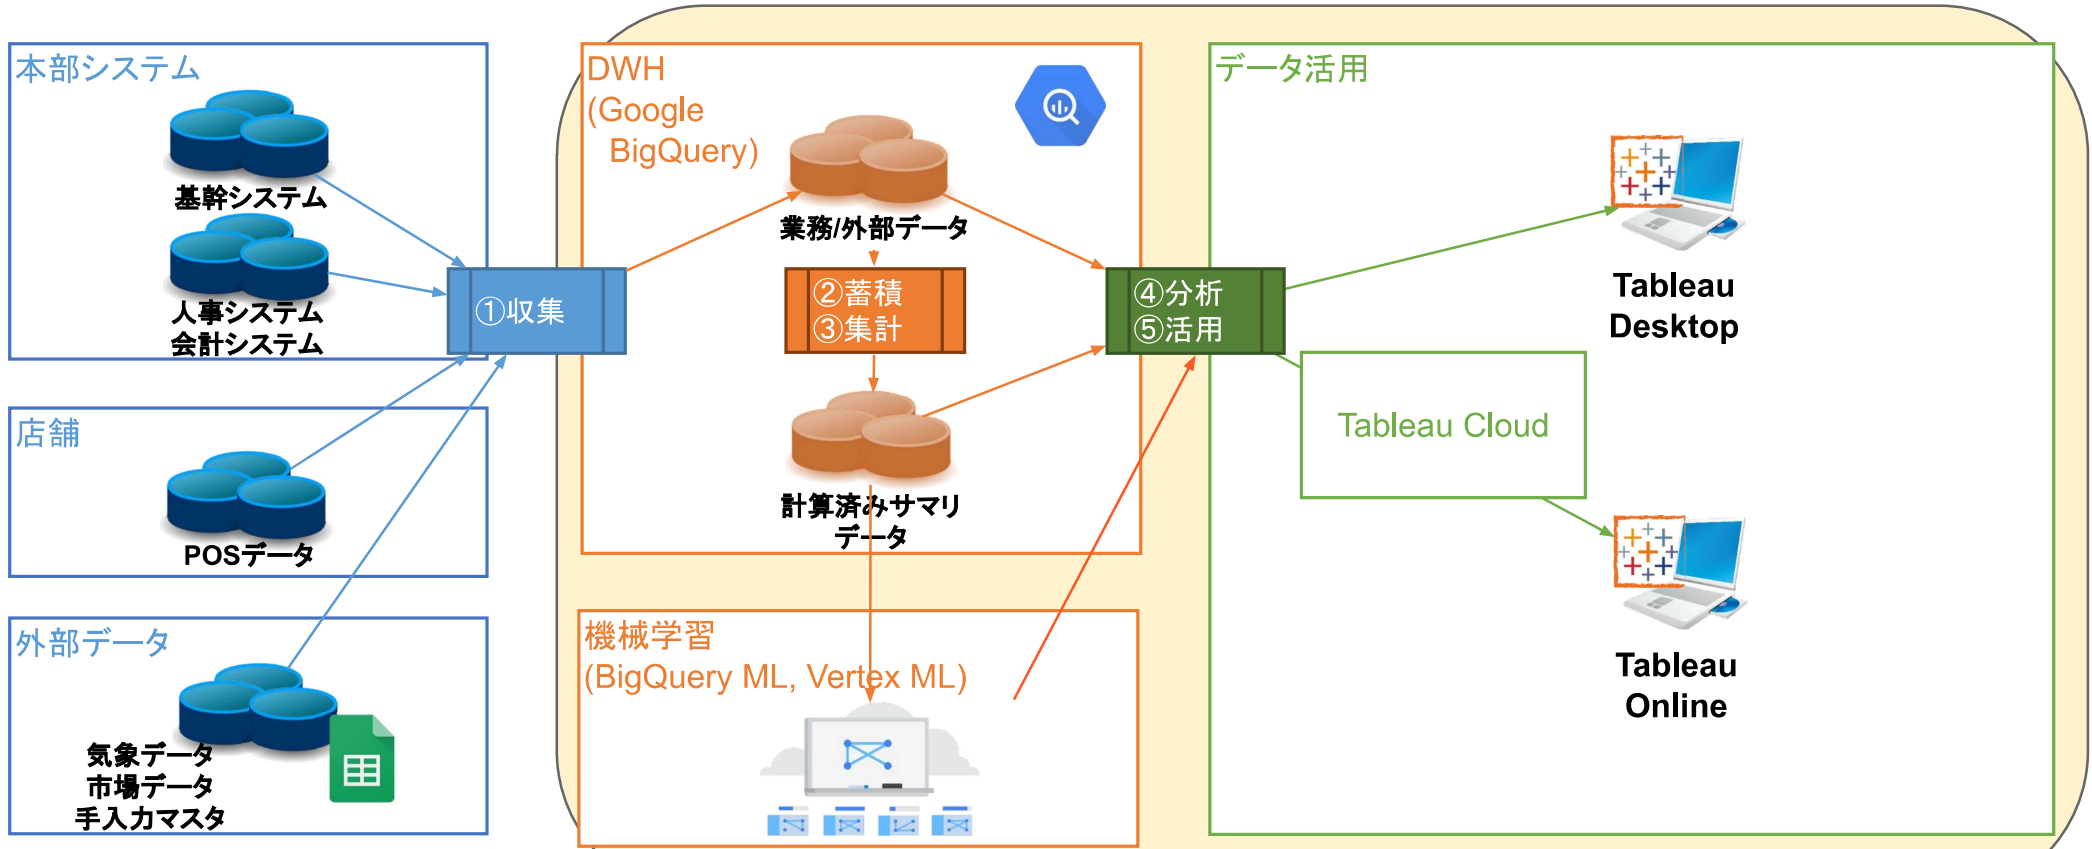 本部システム
基幹システム
人事システム
会計システム
①収集
店舗
POSデータ
外部データ
気象データ
市場データ
手入力マスタ
DWH
(Google
BigQuery)
業務/外部データ
②蓄積
③集計
計算済みサマリ
データ
機械学習
(BigQuery ML, Vertex ML)
④分析
⑤活用
データ活用
Tableau
Desktop
Tableau Cloud
Tableau
Online